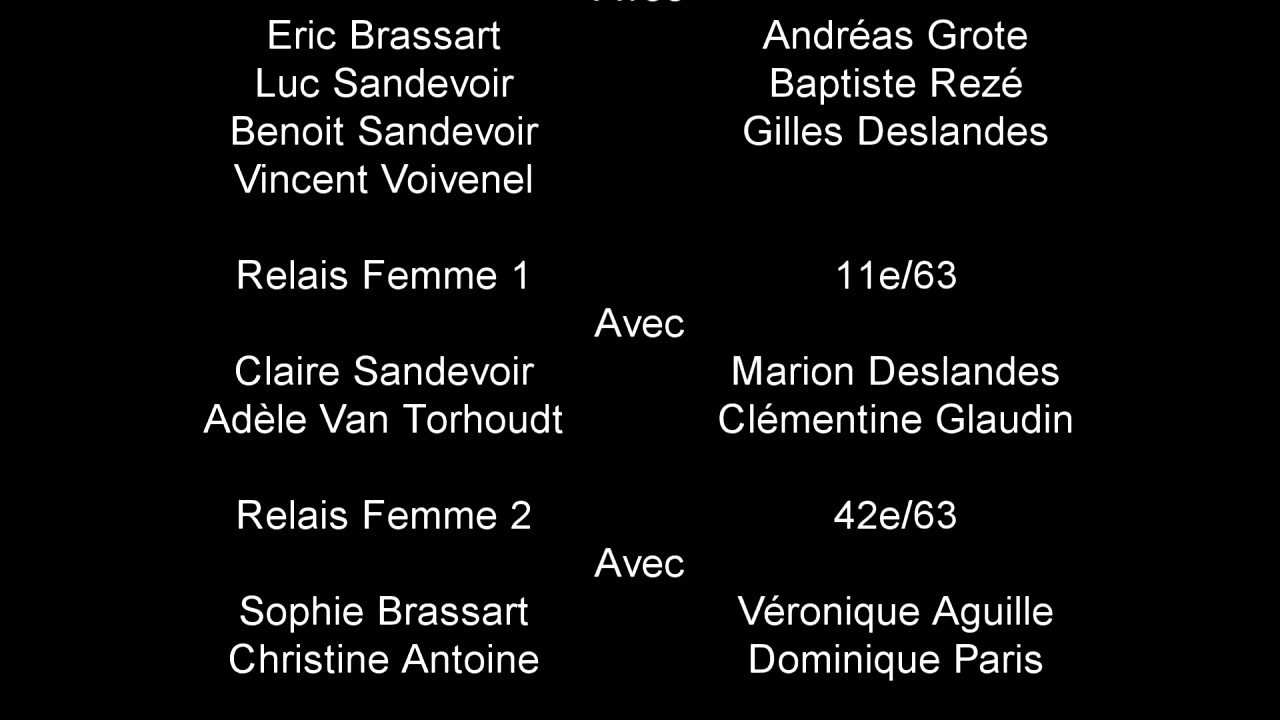 Avec
Eric Brassart Andréas Grote
Luc Sandevoir Baptiste Rezé
Benoit Sandevoir Gilles Deslandes
Vincent Voivenel
Relais Femme 1 11e/63
Avec
Claire Sandevoir Marion Deslandes
Adèle Van Torhoudt Clémentine Glaudin
Relais Femme 2 42e/63
Avec
Sophie Brassart Véronique Aguille
Christine Antoine Dominique Paris